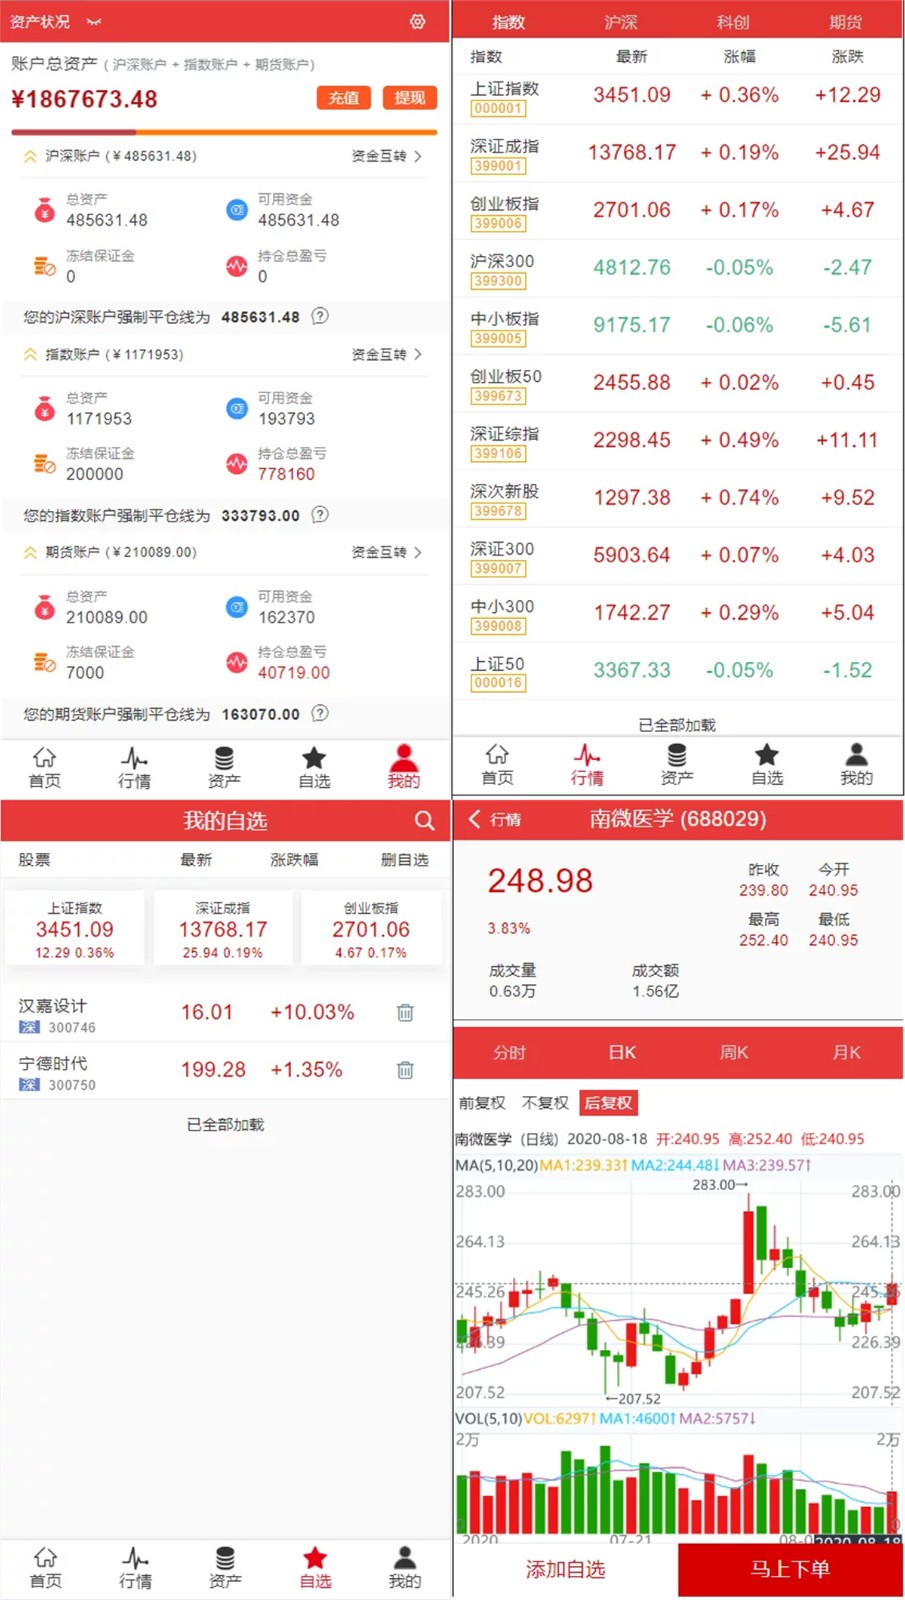 资产状况
账户总资产 ( 沪深账户 + 指数账户 + 期货账户)
¥1867673.48
充值
提现
沪深账户 (¥485631.48)
资金互转
总资产
可用资金
485631.48
485631.48
冻结保证金
持仓总盈亏
0
0
您的沪深账户强制平仓线为 485631.48
指数账户 (¥1171953)
资金互转
总资产
可用资金
1171953
193793
冻结保证金
持仓总盈亏
200000
778160
您的指数账户强制平仓线为 333793.00
期货账户 (¥210089.00)
资金互转
总资产
可用资金
210089.00
162370
冻结保证金
持仓总盈亏
7000
40719.00
您的期货账户强制平仓线为 163070.00
首页 行情 资产 自选 我的
指数 沪深 科创 期货
指数 最新 涨幅 涨跌
上证指数
000001
3451.09 + 0.36% +12.29
深证成指
399001
13768.17 + 0.19% +25.94
创业板指
399006
2701.06 + 0.17% +4.67
沪深300
399300
4812.76 -0.05% -2.47
中小板指
399005
9175.17 -0.06% -5.61
创业板50
399673
2455.88 + 0.02% +0.45
深证综指
399106
2298.45 + 0.49% +11.11
深次新股
399678
1297.38 + 0.74% +9.52
深证300
399007
5903.64 + 0.07% +4.03
中小300
399008
1742.27 + 0.29% +5.04
上证50
000016
3367.33 -0.05% -1.52
已全部加载
首页 行情 资产 自选 我的
我的自选
股票 最新 涨跌幅 删自选
上证指数
3451.09
12.29 0.36%
深证成指
13768.17
25.94 0.19%
创业板指
2701.06
4.67 0.17%
汉嘉设计
深 300746
16.01 +10.03%
宁德时代
深 300750
199.28 +1.35%
已全部加载
首页 行情 资产 自选 我的
行情 南微医学 (688029)
248.98
3.83%
昨收 今开
239.80 240.95
最高 最低
252.40 240.95
成交量 成交额
0.63万 1.56亿
分时 日K 周K 月K
前复权 不复权 后复权
南微医学 (日线) 2020-08-18 开:240.95 高:252.40 低:240.95
MA(5,10,20)MA1:239.33↑MA2:244.48↓MA3:239.57↑
283.00 283.00→ 283.00
264.13 264.13
245.26
226.39
207.52 ←207.52 207.52
VOL(5,10)VOL:6297↑MA1:4600↑MA2:5757↓
2万 2万
2020 07-21 2020-08-18
添加自选 马上下单